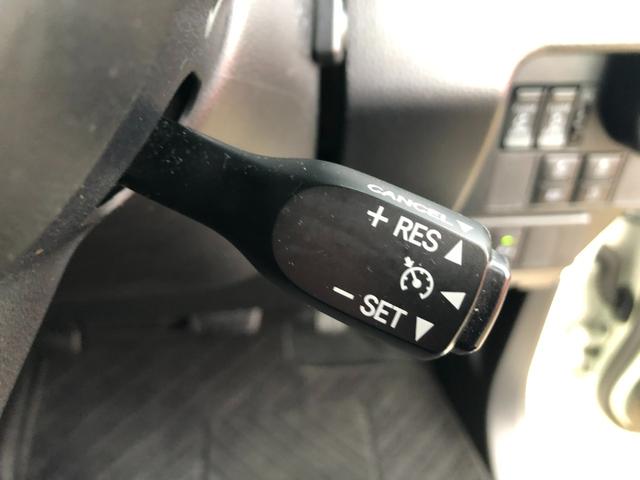 CANCEL ▼
+ RES ▲
◀
− SET ▼